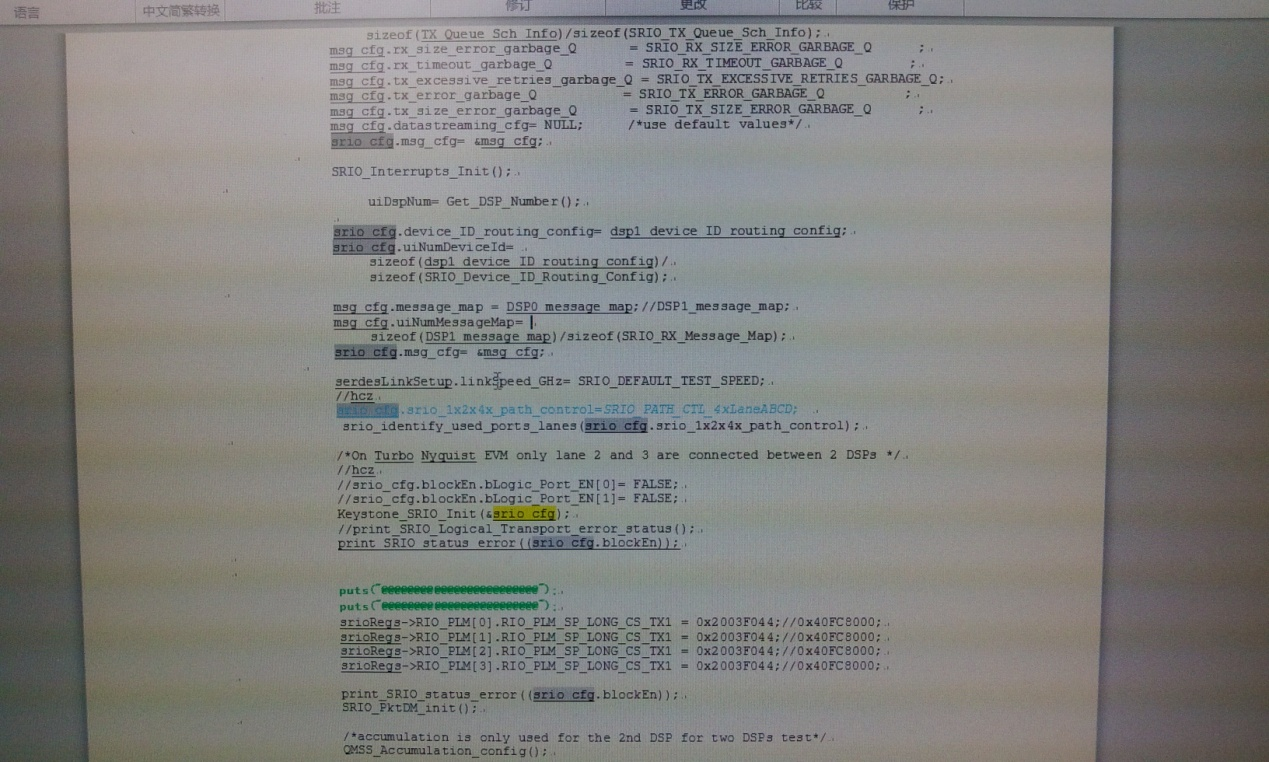 语言
中文简繁转换
批注
修订
更改
比较
保护
sizeof(TX_Queue_Sch_Info)/sizeof(SRIO_TX_Queue_Sch_Info);
msg_cfg.rx_size_error_garbage_Q = SRIO_RX_SIZE_ERROR_GARBAGE_Q ;
msg_cfg.rx_timeout_garbage_Q = SRIO_RX_TIMEOUT_GARBAGE_Q ;
msg_cfg.tx_excessive_retries_garbage_Q = SRIO_TX_EXCESSIVE_RETRIES_GARBAGE_Q;
msg_cfg.tx_error_garbage_Q = SRIO_TX_ERROR_GARBAGE_Q ;
msg_cfg.tx_size_error_garbage_Q = SRIO_TX_SIZE_ERROR_GARBAGE_Q ;
msg_cfg.datastreaming_cfg= NULL; /*use default values*/
srio_cfg.msg_cfg= &msg_cfg;
SRIO_Interrupts_Init();
uiDspNum= Get_DSP_Number();
srio_cfg.device_ID_routing_config= dsp1_device_ID_routing_config;
srio_cfg.uiNumDeviceId=
sizeof(dsp1_device_ID_routing_config)/
sizeof(SRIO_Device_ID_Routing_Config);
msg_cfg.message_map = DSP0_message_map;//DSP1_message_map;
msg_cfg.uiNumMessageMap=
sizeof(DSP1_message_map)/sizeof(SRIO_RX_Message_Map);
srio_cfg.msg_cfg= &msg_cfg;
serdesLinkSetup.linkSpeed_GHz= SRIO_DEFAULT_TEST_SPEED;
//hcz
srio_cfg.srio_1x2x4x_path_control=SRIO_PATH_CTL_4xLaneABCD;
srio_identify_used_ports_lanes(srio_cfg.srio_1x2x4x_path_control);
/*On Turbo Nyquist EVM only lane 2 and 3 are connected between 2 DSPs */
//hcz
//srio_cfg.blockEn.bLogic_Port_EN[0]= FALSE;
//srio_cfg.blockEn.bLogic_Port_EN[1]= FALSE;
Keystone_SRIO_Init(&srio_cfg);
//print_SRIO_Logical_Transport_error_status();
print_SRIO_status_error((srio_cfg.blockEn));
puts("@@@@@@@@@@@@@@@@@@@@@@@@");
puts("@@@@@@@@@@@@@@@@@@@@@@@@");
srioRegs->RIO_PLM[0].RIO_PLM_SP_LONG_CS_TX1 = 0x2003F044;//0x40FC8000;
srioRegs->RIO_PLM[1].RIO_PLM_SP_LONG_CS_TX1 = 0x2003F044;//0x40FC8000;
srioRegs->RIO_PLM[2].RIO_PLM_SP_LONG_CS_TX1 = 0x2003F044;//0x40FC8000;
srioRegs->RIO_PLM[3].RIO_PLM_SP_LONG_CS_TX1 = 0x2003F044;//0x40FC8000;
print_SRIO_status_error((srio_cfg.blockEn));
SRIO_PktDM_init();
/*accumulation is only used for the 2nd DSP for two DSPs test*/
QMSS_Accumulation_config();